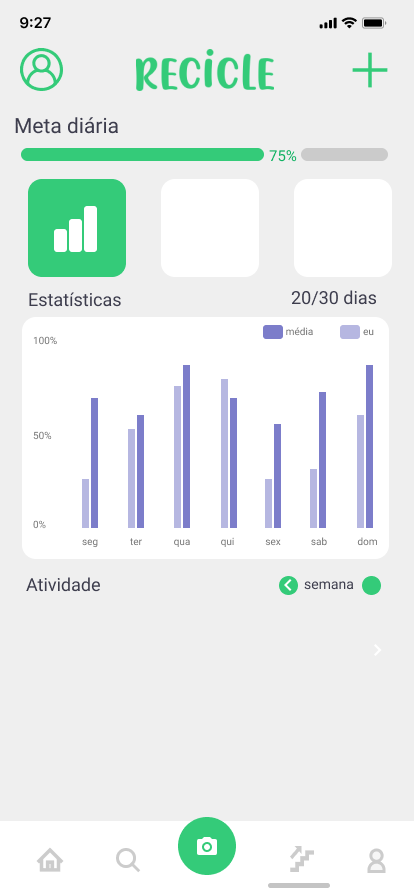 9:27
RECICLE
Meta diária
75%
Estatísticas
20/30 dias
média
eu
100%
50%
0%
seg
ter
qua
qui
sex
sab
dom
Atividade
semana